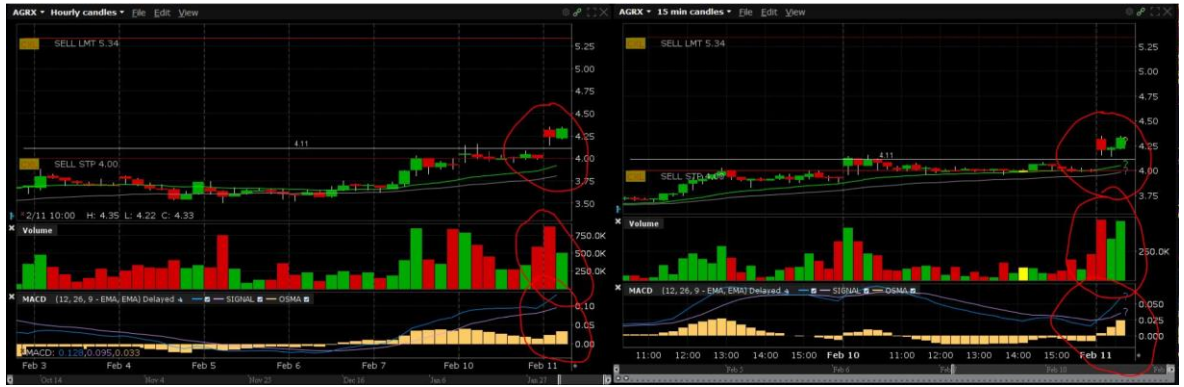 AGRX Hourly candles File Edit View
SELL LMT 5.34
5.25
5.00
4.75
4.50
4.25
4.11
4.00
SELL STP 4.00
3.75
3.50
2/11 10:00 H: 4.35 L: 4.22 C: 4.33
Volume
750.0K
500.0K
250.0K
MACD (12, 26, 9 - EMA, EMA) Delayed SIGNAL OSMA
0.10
0.05
0.00
MACD: 0.128, 0.095, 0.033
Feb 3 Feb 4 Feb 5 Feb 6 Feb 7 Feb 10 Feb 11
Oct 14 Nov 4 Nov 25 Dec 16 Jan 6 Jan 27
AGRX 15 min candles File Edit View
SELL LMT 5.34
5.25
5.00
4.75
4.50
4.25
4.11
4.00
SELL STP 4.00
3.75
Volume
250.0K
MACD (12, 26, 9 - EMA, EMA) Delayed SIGNAL OSMA
0.050
0.025
0.000
11:00 12:00 13:00 14:00 15:00 Feb 10 11:00 12:00 13:00 14:00 15:00 Feb 11
Feb 5 Feb 6 Feb 7 Feb 10